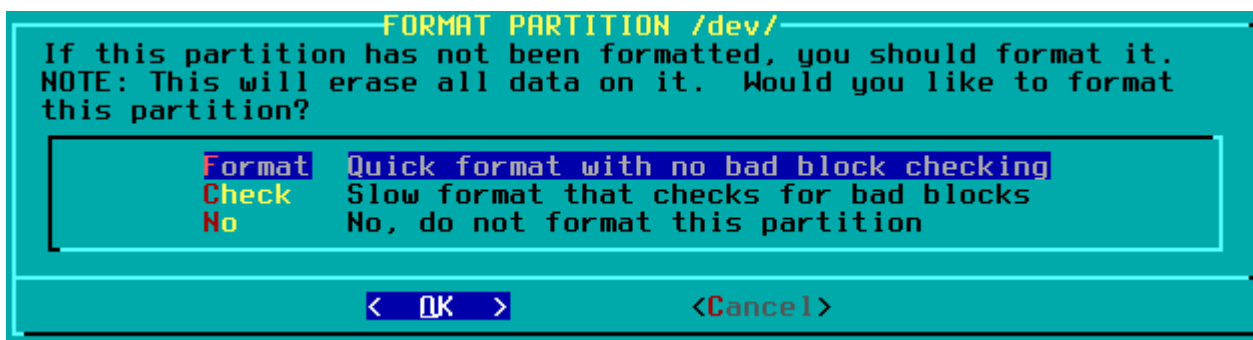 FORMAT PARTITION /dev/
If this partition has not been formatted, you should format it.
NOTE: This will erase all data on it.  Would you like to format
this partition?
Format  Quick format with no bad block checking
Check  Slow format that checks for bad blocks
No  No, do not format this partition
< OK > <Cancel>